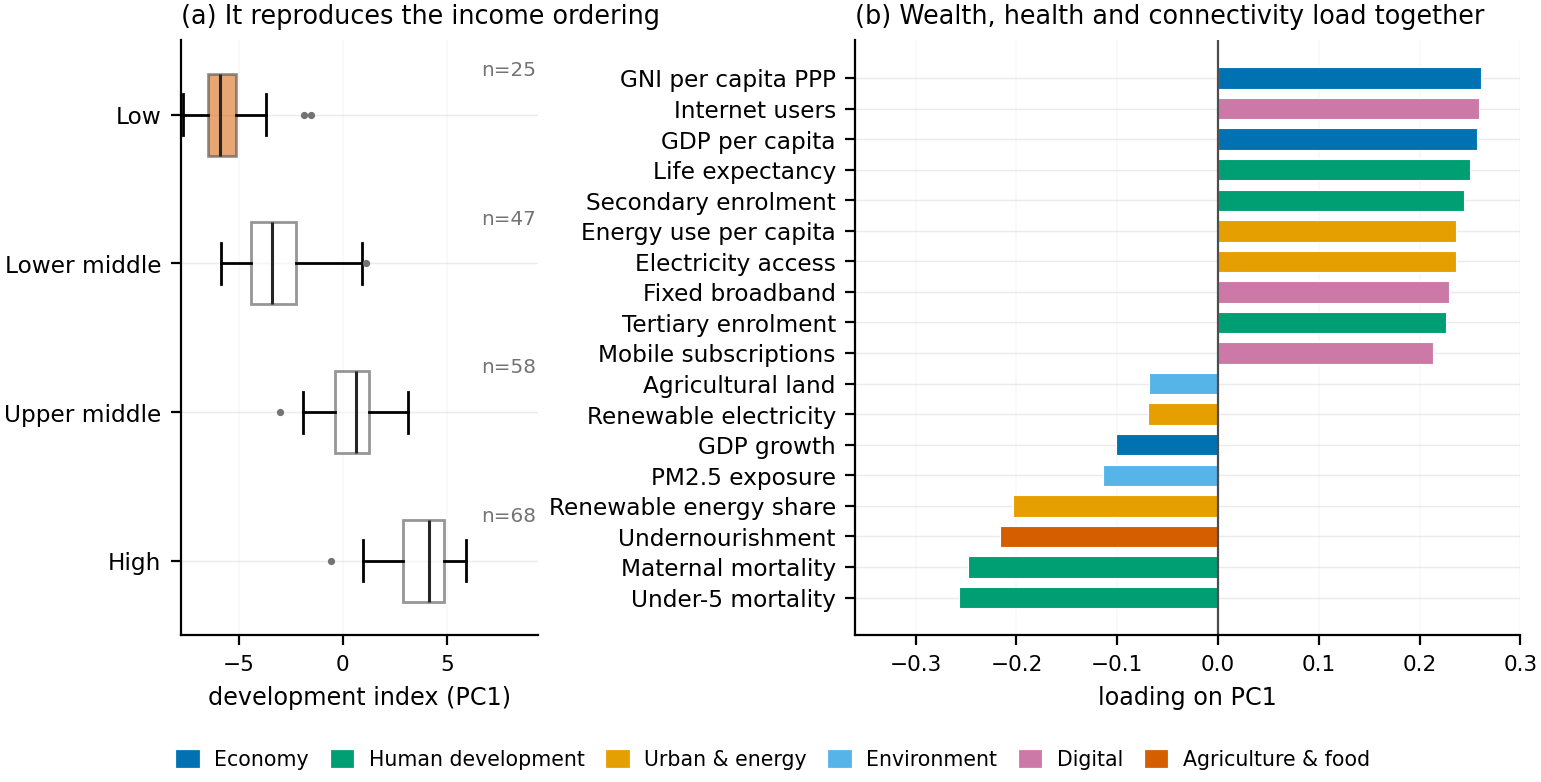 (a) It reproduces the income ordering
n=25
Low
n=47
Lower middle
n=58
Upper middle
n=68
High
−5 0 5
development index (PC1)
(b) Wealth, health and connectivity load together
GNI per capita PPP
Internet users
GDP per capita
Life expectancy
Secondary enrolment
Energy use per capita
Electricity access
Fixed broadband
Tertiary enrolment
Mobile subscriptions
Agricultural land
Renewable electricity
GDP growth
PM2.5 exposure
Renewable energy share
Undernourishment
Maternal mortality
Under-5 mortality
−0.3 −0.2 −0.1 0.0 0.1 0.2 0.3
loading on PC1
Economy Human development Urban & energy Environment Digital Agriculture & food